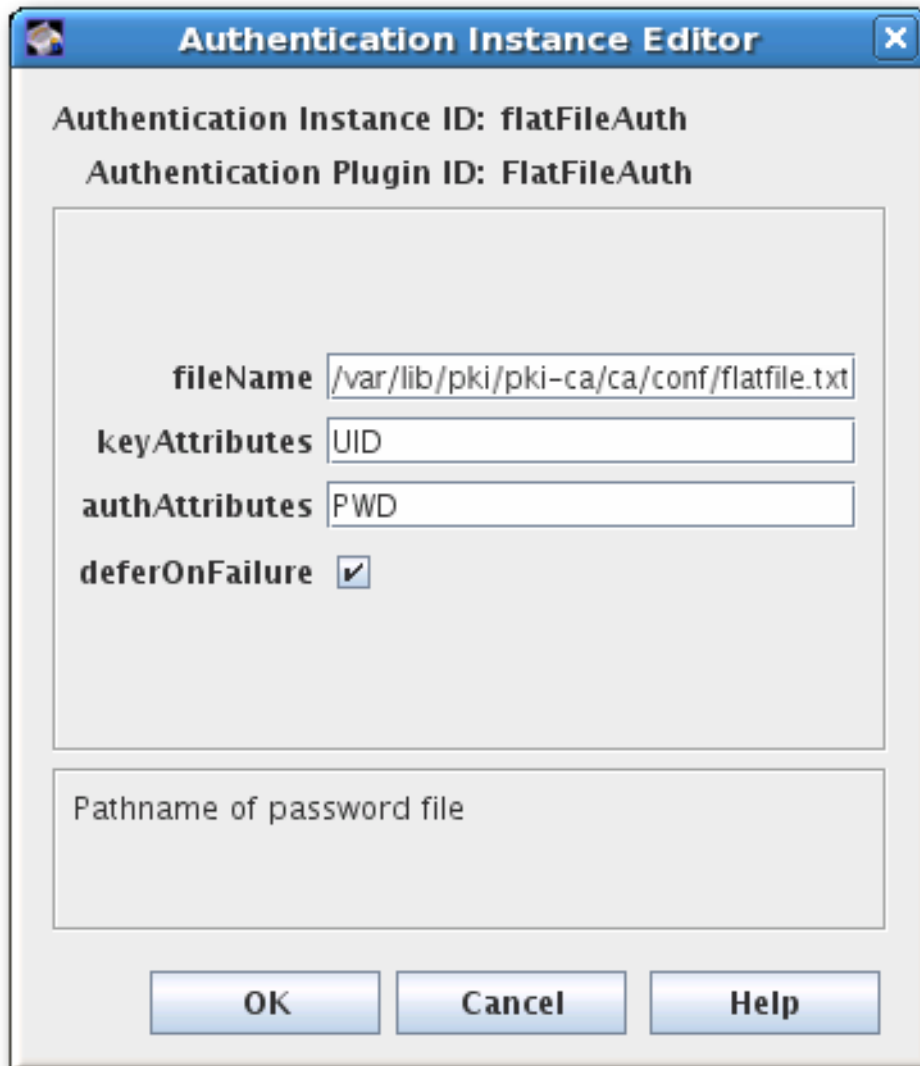 Authentication Instance Editor
Authentication Instance ID: flatFileAuth
Authentication Plugin ID: FlatFileAuth
fileName /var/lib/pki/pki-ca/ca/conf/flatfile.txt
keyAttributes UID
authAttributes PWD
deferOnFailure
Pathname of password file
OK Cancel Help